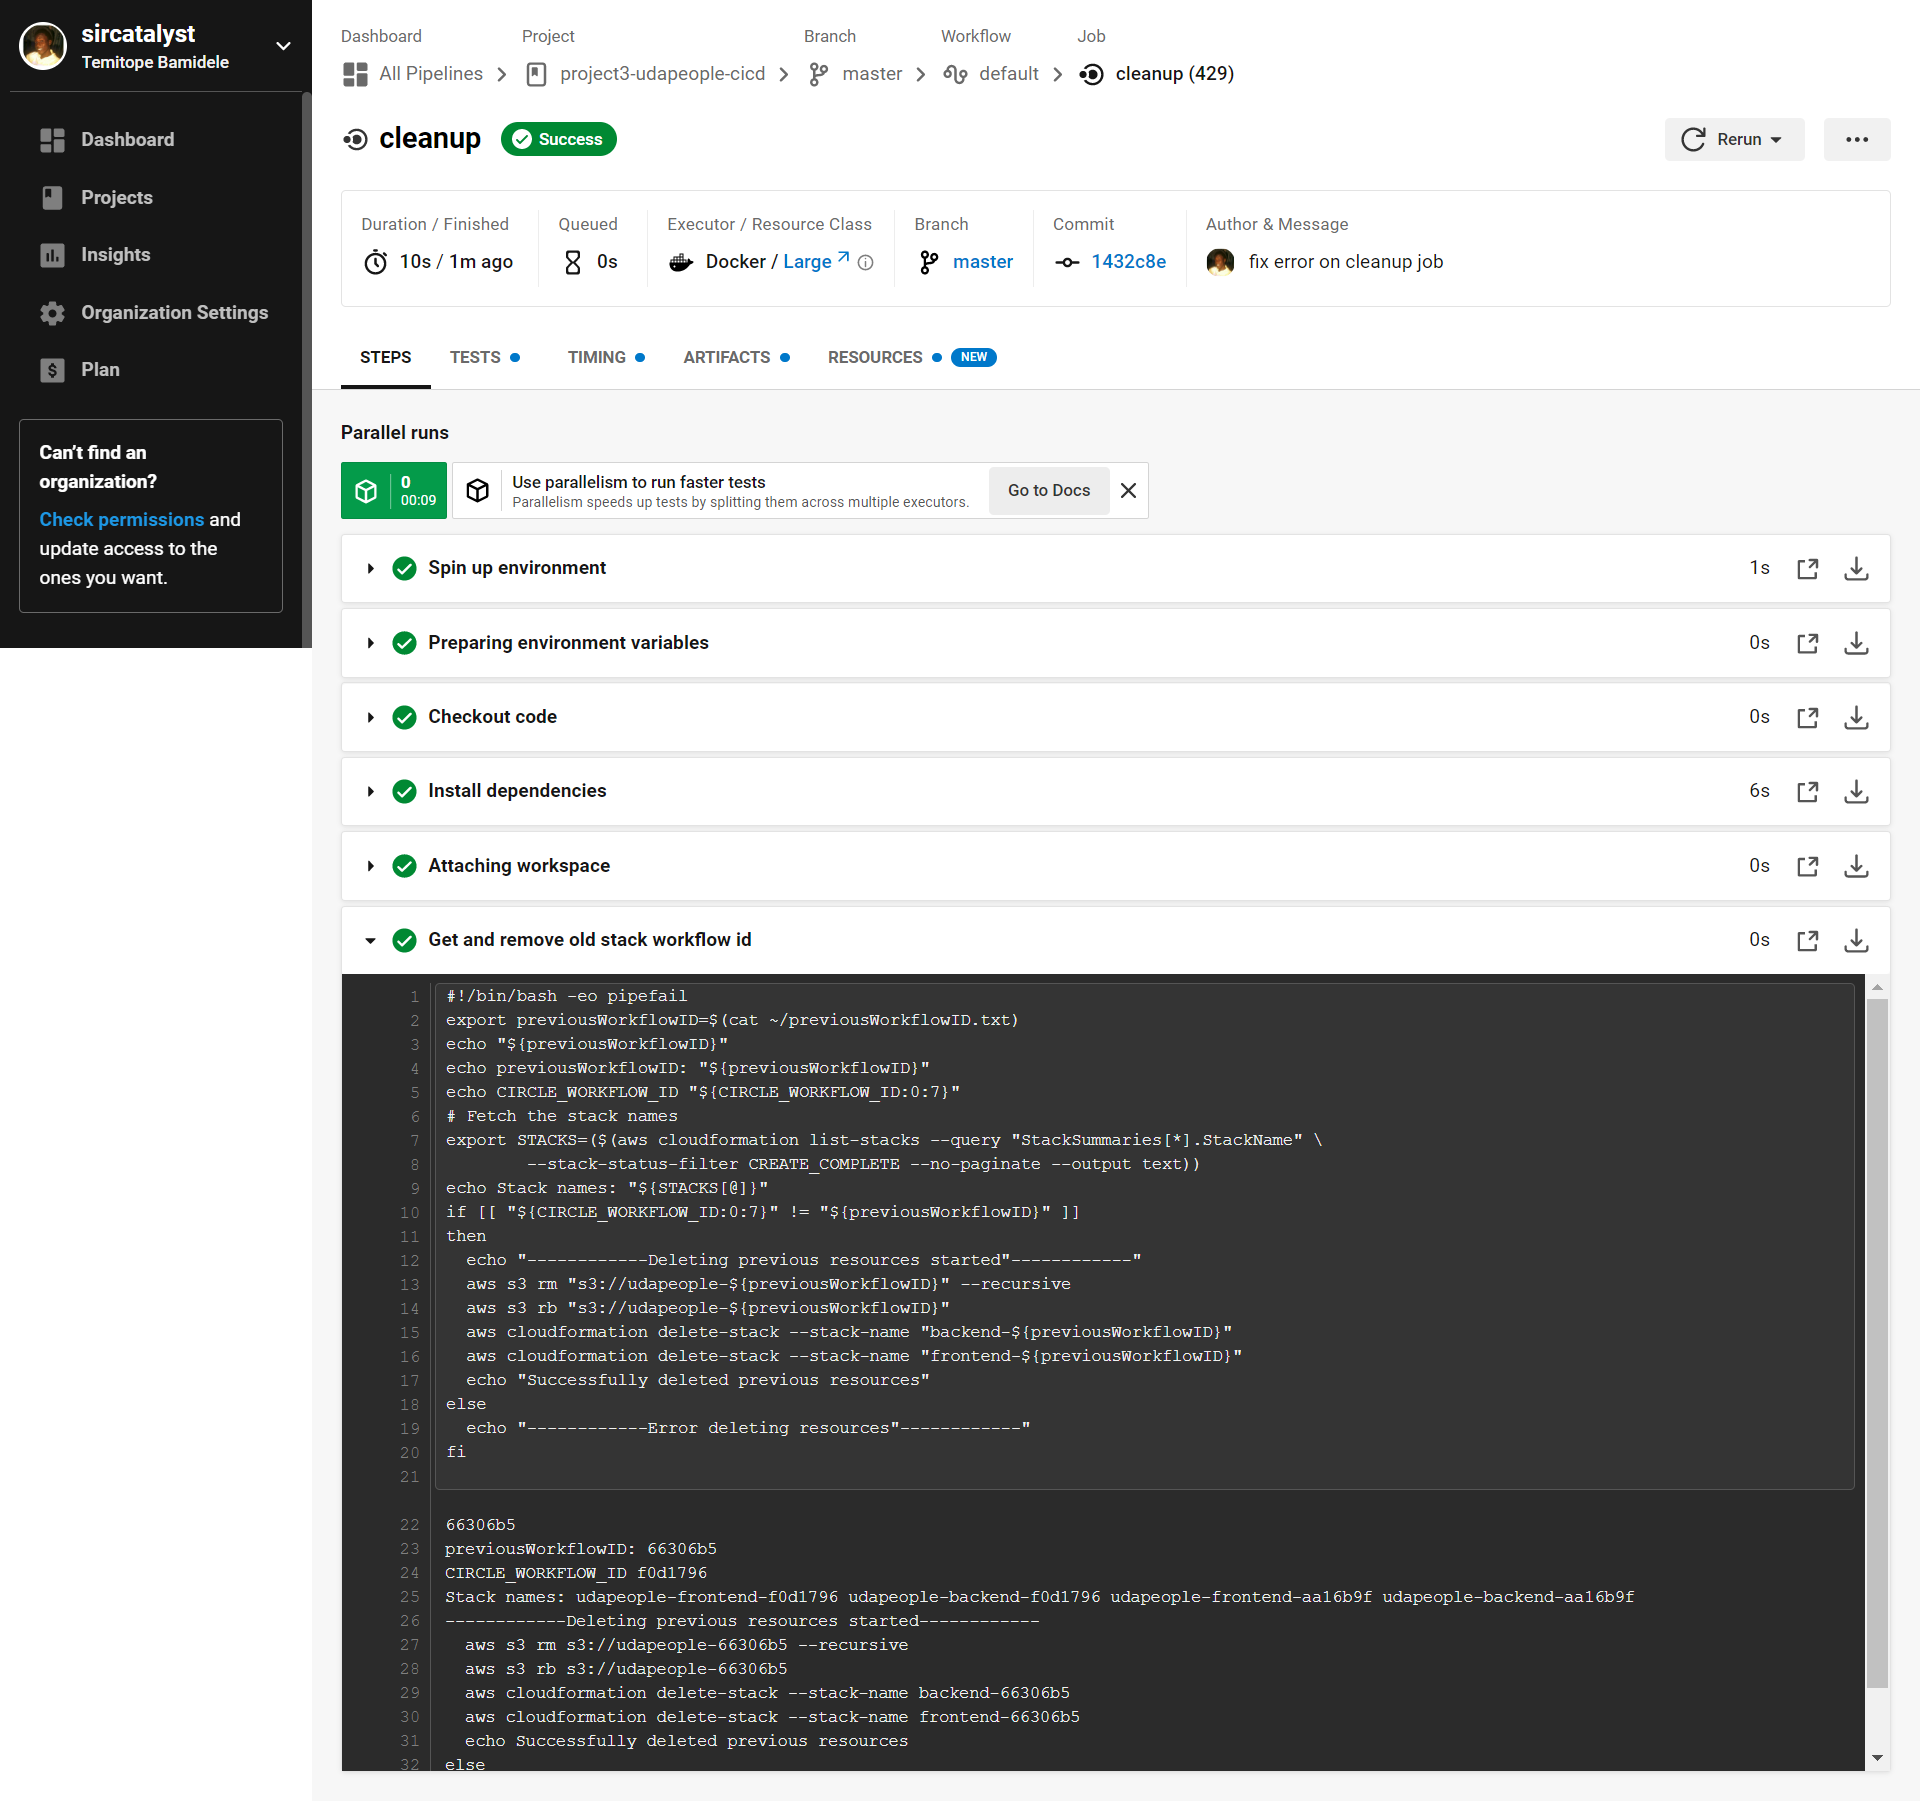 sircatalyst
Temitope Bamidele
Dashboard
Projects
Insights
Organization Settings
Plan
Can't find an
organization?
Check permissions and
update access to the
ones you want.
Dashboard Project Branch Workflow Job
All Pipelines project3-udapeople-cicd master default cleanup (429)
cleanup Success Rerun
Duration / Finished Queued Executor / Resource Class Branch Commit Author & Message
10s / 1m ago 0s Docker / Large master 1432c8e fix error on cleanup job
STEPS TESTS TIMING ARTIFACTS RESOURCES NEW
Parallel runs
0
00:09
Use parallelism to run faster tests
Parallelism speeds up tests by splitting them across multiple executors.
Go to Docs
Spin up environment 1s
Preparing environment variables 0s
Checkout code 0s
Install dependencies 6s
Attaching workspace 0s
Get and remove old stack workflow id 0s
1 #!/bin/bash -eo pipefail
2 export previousWorkflowID=$(cat ~/previousWorkflowID.txt)
3 echo "${previousWorkflowID}"
4 echo previousWorkflowID: "${previousWorkflowID}"
5 echo CIRCLE_WORKFLOW_ID "${CIRCLE_WORKFLOW_ID:0:7}"
6 # Fetch the stack names
7 export STACKS=($(aws cloudformation list-stacks --query "StackSummaries[*].StackName" \
8 --stack-status-filter CREATE_COMPLETE --no-paginate --output text))
9 echo Stack names: "${STACKS[@]}"
10 if [[ "${CIRCLE_WORKFLOW_ID:0:7}" != "${previousWorkflowID}" ]]
11 then
12 echo "------------Deleting previous resources started"------------"
13 aws s3 rm "s3://udapeople-${previousWorkflowID}" --recursive
14 aws s3 rb "s3://udapeople-${previousWorkflowID}"
15 aws cloudformation delete-stack --stack-name "backend-${previousWorkflowID}"
16 aws cloudformation delete-stack --stack-name "frontend-${previousWorkflowID}"
17 echo "Successfully deleted previous resources"
18 else
19 echo "------------Error deleting resources"------------"
20 fi
21
22 66306b5
23 previousWorkflowID: 66306b5
24 CIRCLE_WORKFLOW_ID f0d1796
25 Stack names: udapeople-frontend-f0d1796 udapeople-backend-f0d1796 udapeople-frontend-aa16b9f udapeople-backend-aa16b9f
26 ------------Deleting previous resources started------------
27 aws s3 rm s3://udapeople-66306b5 --recursive
28 aws s3 rb s3://udapeople-66306b5
29 aws cloudformation delete-stack --stack-name backend-66306b5
30 aws cloudformation delete-stack --stack-name frontend-66306b5
31 echo Successfully deleted previous resources
32 else